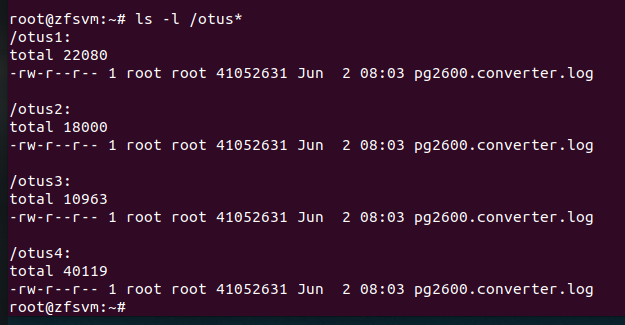 root@zfsvm:~# ls -l /otus*
/otus1:
total 22080
-rw-r--r-- 1 root root 41052631 Jun  2 08:03 pg2600.converter.log

/otus2:
total 18000
-rw-r--r-- 1 root root 41052631 Jun  2 08:03 pg2600.converter.log

/otus3:
total 10963
-rw-r--r-- 1 root root 41052631 Jun  2 08:03 pg2600.converter.log

/otus4:
total 40119
-rw-r--r-- 1 root root 41052631 Jun  2 08:03 pg2600.converter.log
root@zfsvm:~#